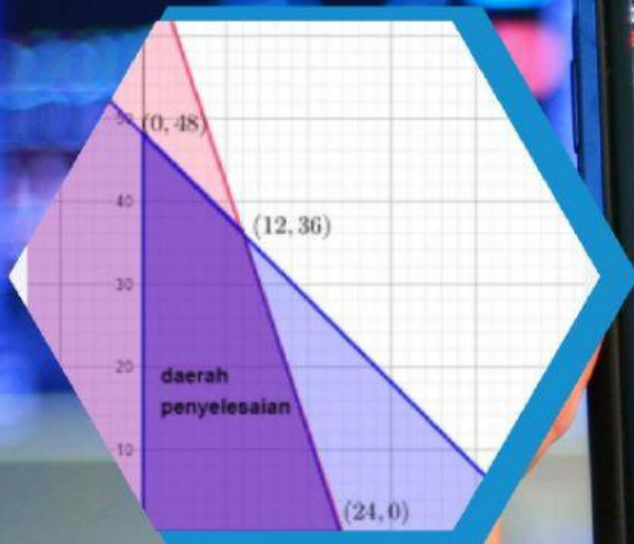 50 (0, 48)
40
(12, 36)
30
20
daerah
penyelesaian
10
(24, 0)